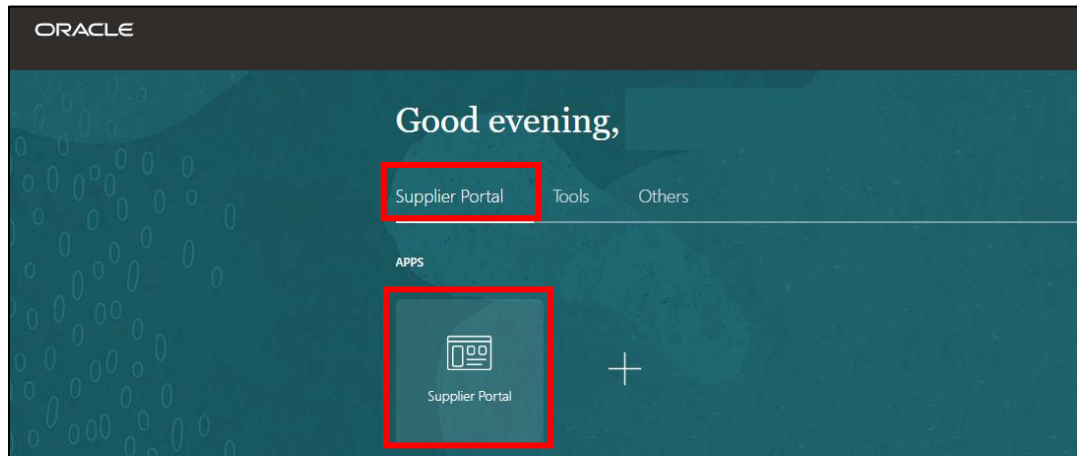 ORACLE
Good evening,
Supplier Portal Tools Others
APPS
Supplier Portal